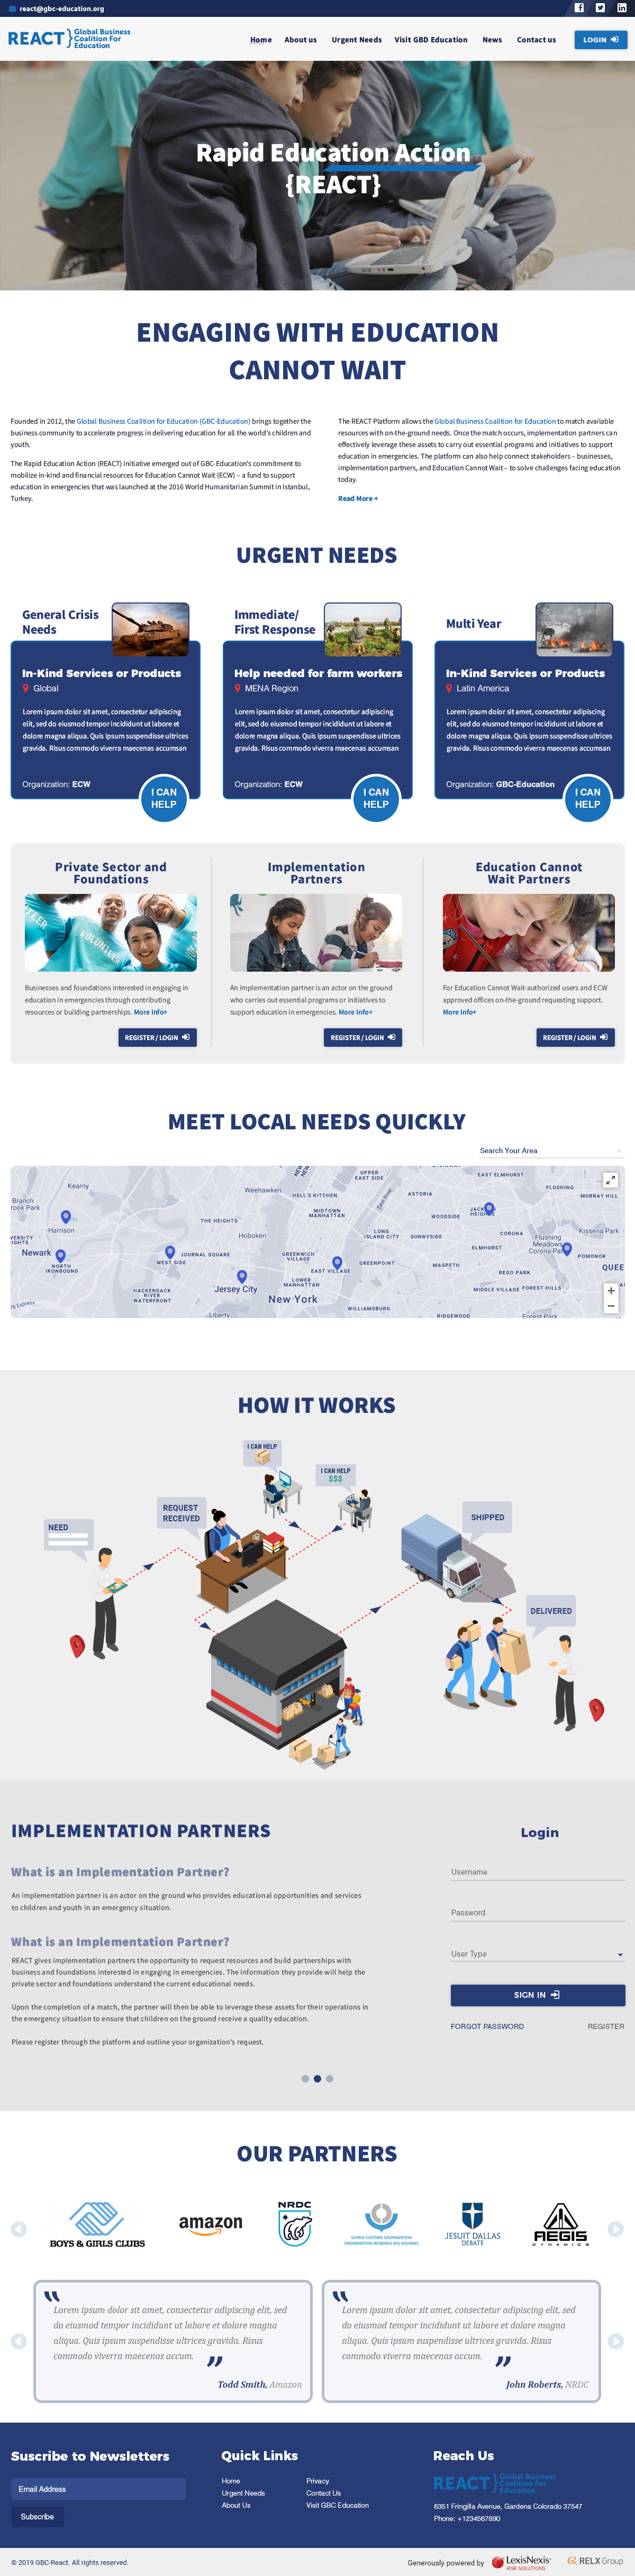 react@gbc-education.org
REACT Global Business Coalition For Education
Home About us Urgent Needs Visit GBD Education News Contact us LOGIN
Rapid Education Action
{REACT}
ENGAGING WITH EDUCATION
CANNOT WAIT
Founded in 2012, the Global Business Coalition for Education (GBC-Education) brings together the
business community to accelerate progress in delivering education for all the world's children and
youth.
The Rapid Education Action (REACT) initiative emerged out of GBC-Education's commitment to
mobilize in-kind and financial resources for Education Cannot Wait (ECW) – a fund to support
education in emergencies that was launched at the 2016 World Humanitarian Summit in Istanbul,
Turkey.
The REACT Platform allows the Global Business Coalition for Education to match available
resources with on-the-ground needs. Once the match occurs, implementation partners can
effectively leverage these assets to carry out essential programs and initiatives to support
education in emergencies. The platform can also help connect stakeholders – businesses,
implementation partners, and Education Cannot Wait – to solve challenges facing education
today.
Read More +
URGENT NEEDS
General Crisis
Needs
In-Kind Services or Products
Global
Lorem ipsum dolor sit amet, consectetur adipiscing
elit, sed do eiusmod tempor incididunt ut labore et
dolore magna aliqua. Quis ipsum suspendisse ultrices
gravida. Risus commodo viverra maecenas accumsan
Organization: ECW
I CAN
HELP
Immediate/
First Response
Help needed for farm workers
MENA Region
Lorem ipsum dolor sit amet, consectetur adipiscing
elit, sed do eiusmod tempor incididunt ut labore et
dolore magna aliqua. Quis ipsum suspendisse ultrices
gravida. Risus commodo viverra maecenas accumsan
Organization: ECW
I CAN
HELP
Multi Year
In-Kind Services or Products
Latin America
Lorem ipsum dolor sit amet, consectetur adipiscing
elit, sed do eiusmod tempor incididunt ut labore et
dolore magna aliqua. Quis ipsum suspendisse ultrices
gravida. Risus commodo viverra maecenas accumsan
Organization: GBC-Education
I CAN
HELP
Private Sector and
Foundations
VOLUNTEER
Businesses and foundations interested in engaging in
education in emergencies through contributing
resources or building partnerships. More Info+
REGISTER / LOGIN
Implementation
Partners
An implementation partner is an actor on the ground
who carries out essential programs or initiatives to
support education in emergencies. More Info+
REGISTER / LOGIN
Education Cannot
Wait Partners
For Education Cannot Wait-authorized users and ECW
approved offices on-the-ground requesting support.
More Info+
REGISTER / LOGIN
MEET LOCAL NEEDS QUICKLY
Search Your Area
Kearny
Harrison
Newark
NORTH
IRONBOUND
Weehawken
THE HEIGHTS
Hoboken
JOURNAL SQUARE
WEST SIDE
Jersey City
HACKENSACK
RIVER
WATERFRONT
Liberty
UPPER
EAST SIDE
HELL'S KITCHEN
MIDTOWN
MANHATTAN
GREENWICH
VILLAGE
EAST VILLAGE
LOWER
MANHATTAN
New York
ASTORIA
LONG
ISLAND CITY
SUNNYSIDE
GREENPOINT
WILLIAMSBURG
EAST ELMHURST
JACKSON
HEIGHTS
WOODSIDE
ELMHURST
MASPETH
CORONA
REGO PARK
MIDDLE VILLAGE
FOREST HILLS
RIDGEWOOD
Forest Park
FLUSHING
MURRAY HILL
Kissena Park
Flushing
Meadows
Corona Park
POMONOK
QUEE
HOW IT WORKS
NEED
REQUEST
RECEIVED
I CAN HELP
I CAN HELP
$$$
SHIPPED
DELIVERED
IMPLEMENTATION PARTNERS
What is an Implementation Partner?
An implementation partner is an actor on the ground who provides educational opportunities and services
to children and youth in an emergency situation.
What is an Implementation Partner?
REACT gives implementation partners the opportunity to request resources and build partnerships with
business and foundations interested in engaging in emergencies. The information they provide will help the
private sector and foundations understand the current educational needs.
Upon the completion of a match, the partner will then be able to leverage these assets for their operations in
the emergency situation to ensure that children on the ground receive a quality education.
Please register through the platform and outline your organization's request.
Login
Username
Password
User Type
SIGN IN
FORGOT PASSWORD REGISTER
OUR PARTNERS
BOYS & GIRLS CLUBS
amazon
NRDC
WORLD CUSTOMS ORGANIZATION
ORGANISATION MONDIALE DES DOUANES
JESUIT DALLAS
DEBATE
AEGIS
DYNAMICS
Lorem ipsum dolor sit amet, consectetur adipiscing elit, sed
do eiusmod tempor incididunt ut labore et dolore magna
aliqua. Quis ipsum suspendisse ultrices gravida. Risus
commodo viverra maecenas accum.
Todd Smith, Amazon
Lorem ipsum dolor sit amet, consectetur adipiscing elit, sed
do eiusmod tempor incididunt ut labore et dolore magna
aliqua. Quis ipsum suspendisse ultrices gravida. Risus
commodo viverra maecenas accum.
John Roberts, NRDC
Suscribe to Newsletters
Email Address
Subscribe
Quick Links
Home
Urgent Needs
About Us
Privacy
Contact Us
Visit GBC Education
Reach Us
REACT Global Business Coalition For Education
6351 Fringilla Avenue, Gardena Colorado 37547
Phone: +1234567890
© 2019 GBC-React. All rights reserved.
Generously powered by LexisNexis RISK SOLUTIONS RELX Group